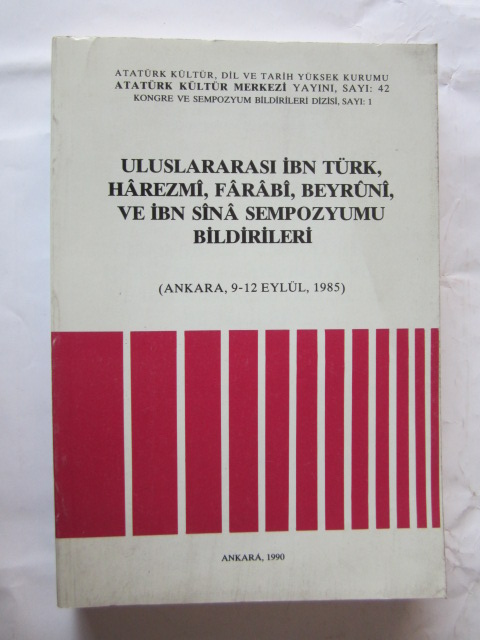 ATATÜRK KÜLTÜR, DİL VE TARİH YÜKSEK KURUMU
ATATÜRK KÜLTÜR MERKEZİ YAYINI, SAYI: 42
KONGRE VE SEMPOZYUM BİLDİRİLERİ DİZİSİ, SAYI: 1
ULUSLARARASI İBN TÜRK,
HÂREZMÎ, FÂRÂBÎ, BEYRÛNÎ,
VE İBN SÎNÂ SEMPOZYUMU
BİLDİRİLERİ
(ANKARA, 9-12 EYLÜL, 1985)
ANKARA, 1990